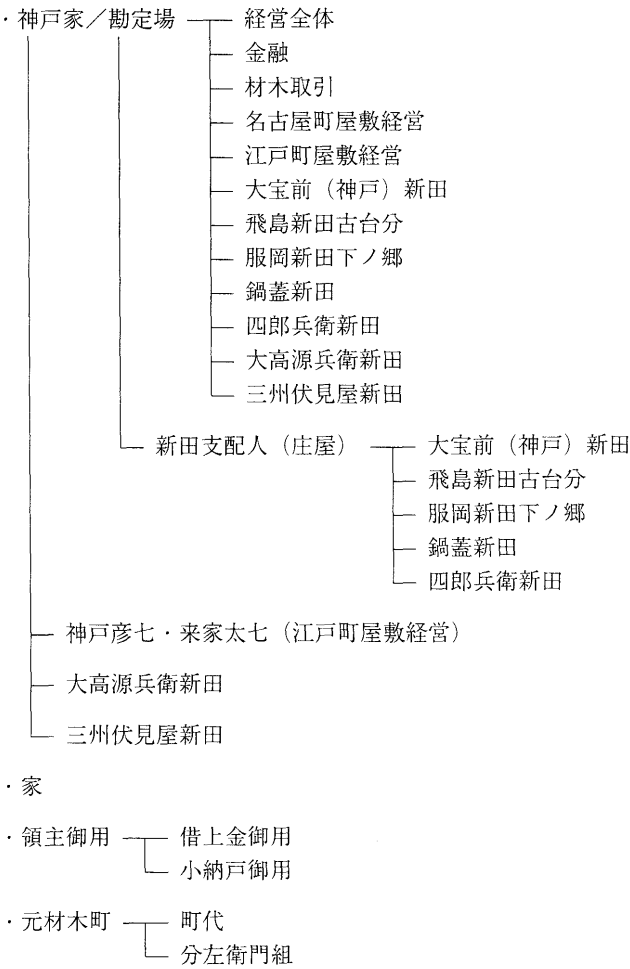 ・神戸家／勘定場　経営全体
金融
材木取引
名古屋町屋敷経営
江戸町屋敷経営
大宝前（神戸）新田
飛島新田古台分
服岡新田下ノ郷
鍋蓋新田
四郎兵衛新田
大高源兵衛新田
三州伏見屋新田
新田支配人（庄屋）　大宝前（神戸）新田
飛島新田古台分
服岡新田下ノ郷
鍋蓋新田
四郎兵衛新田
神戸彦七・来家太七（江戸町屋敷経営）
大高源兵衛新田
三州伏見屋新田
・家
・領主御用　借上金御用
小納戸御用
・元材木町　町代
分左衛門組